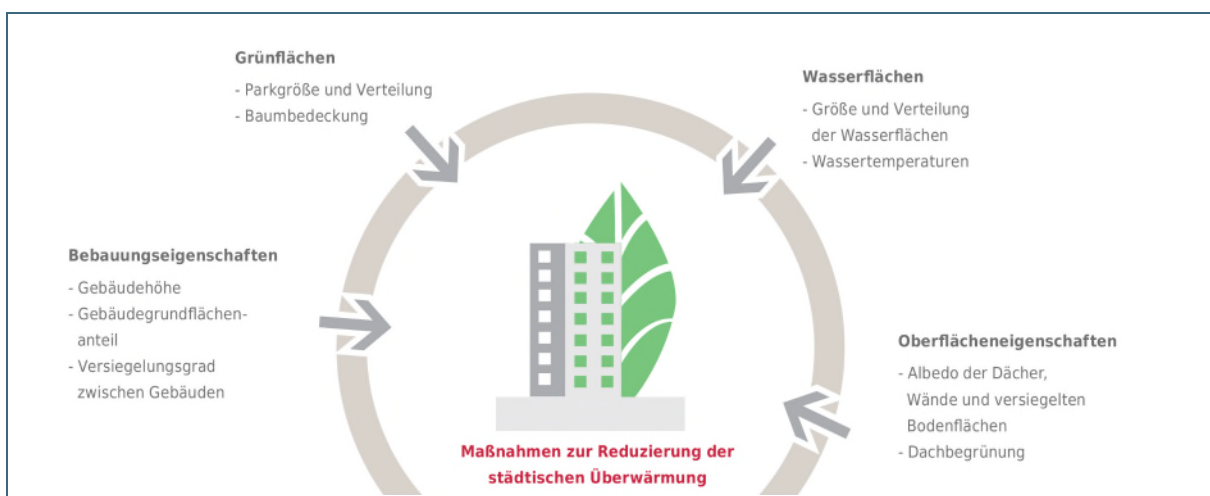 Grünflächen
- Parkgröße und Verteilung
- Baumbedeckung
Wasserflächen
- Größe und Verteilung
der Wasserflächen
- Wassertemperaturen
Bebauungseigenschaften
- Gebäudehöhe
- Gebäudegrundflächen-
anteil
- Versiegelungsgrad
zwischen Gebäuden
Oberflächeneigenschaften
- Albedo der Dächer,
Wände und versiegelten
Bodenflächen
- Dachbegrünung
Maßnahmen zur Reduzierung der
städtischen Überwärmung